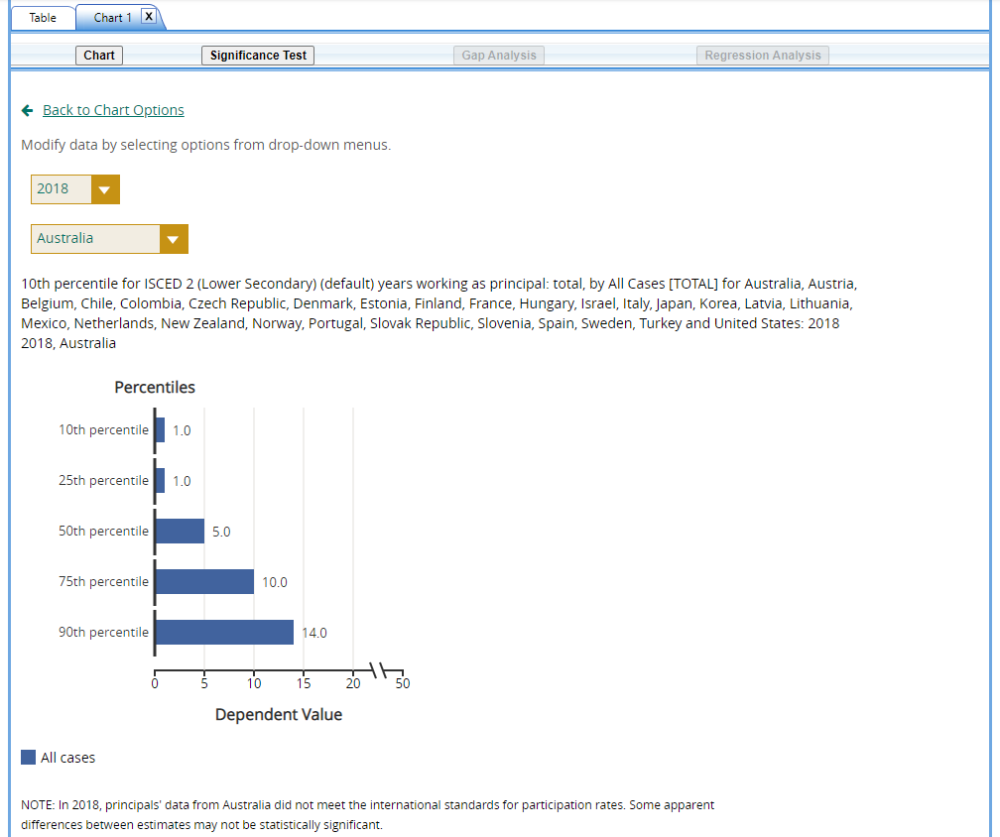 Table
Chart 1 X
Chart Significance Test Gap Analysis Regression Analysis
Back to Chart Options
Modify data by selecting options from drop-down menus.
2018
Australia
10th percentile for ISCED 2 (Lower Secondary) (default) years working as principal: total, by All Cases [TOTAL] for Australia, Austria,
Belgium, Chile, Colombia, Czech Republic, Denmark, Estonia, Finland, France, Hungary, Israel, Italy, Japan, Korea, Latvia, Lithuania,
Mexico, Netherlands, New Zealand, Norway, Portugal, Slovak Republic, Slovenia, Spain, Sweden, Turkey and United States: 2018
2018, Australia
Percentiles
10th percentile 1.0
25th percentile 1.0
50th percentile 5.0
75th percentile 10.0
90th percentile 14.0
0 5 10 15 20 50
Dependent Value
All cases
NOTE: In 2018, principals' data from Australia did not meet the international standards for participation rates. Some apparent
differences between estimates may not be statistically significant.